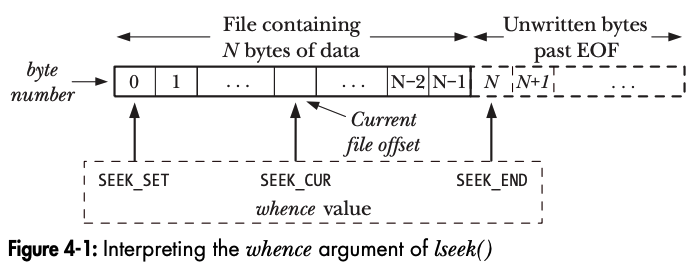 File containing
N bytes of data
Unwritten bytes
past EOF
byte
number
0 1 ... ... N–2 N–1 N N+1 ...
Current
file offset
SEEK_SET SEEK_CUR SEEK_END
whence value
Figure 4-1: Interpreting the whence argument of lseek()